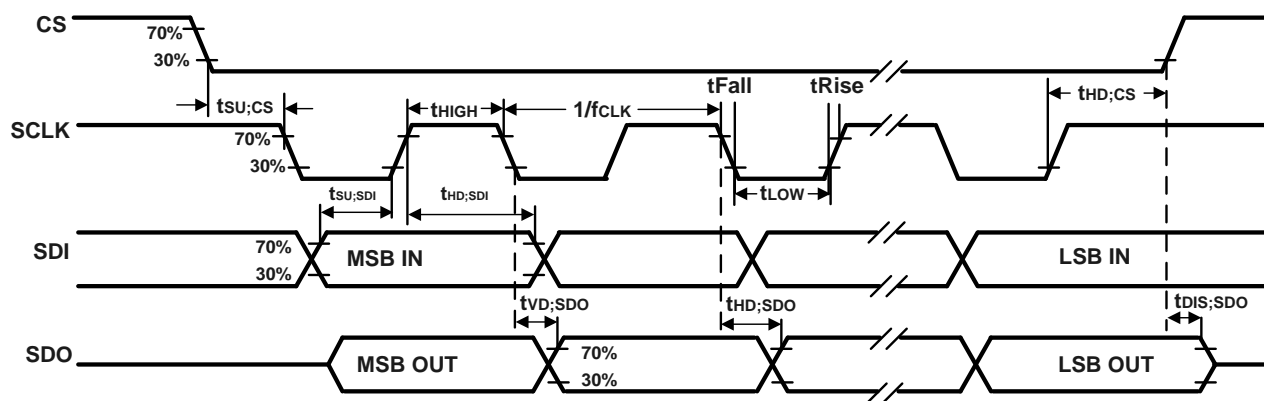 CS
70%
30%
tFall
tRise
tSU;CS
tHIGH
1/fCLK
tHD;CS
SCLK
70%
30%
tSU;SDI
tHD;SDI
tLOW
SDI
70%
30%
MSB IN
LSB IN
tVD;SDO
tHD;SDO
tDIS;SDO
SDO
MSB OUT
70%
30%
LSB OUT